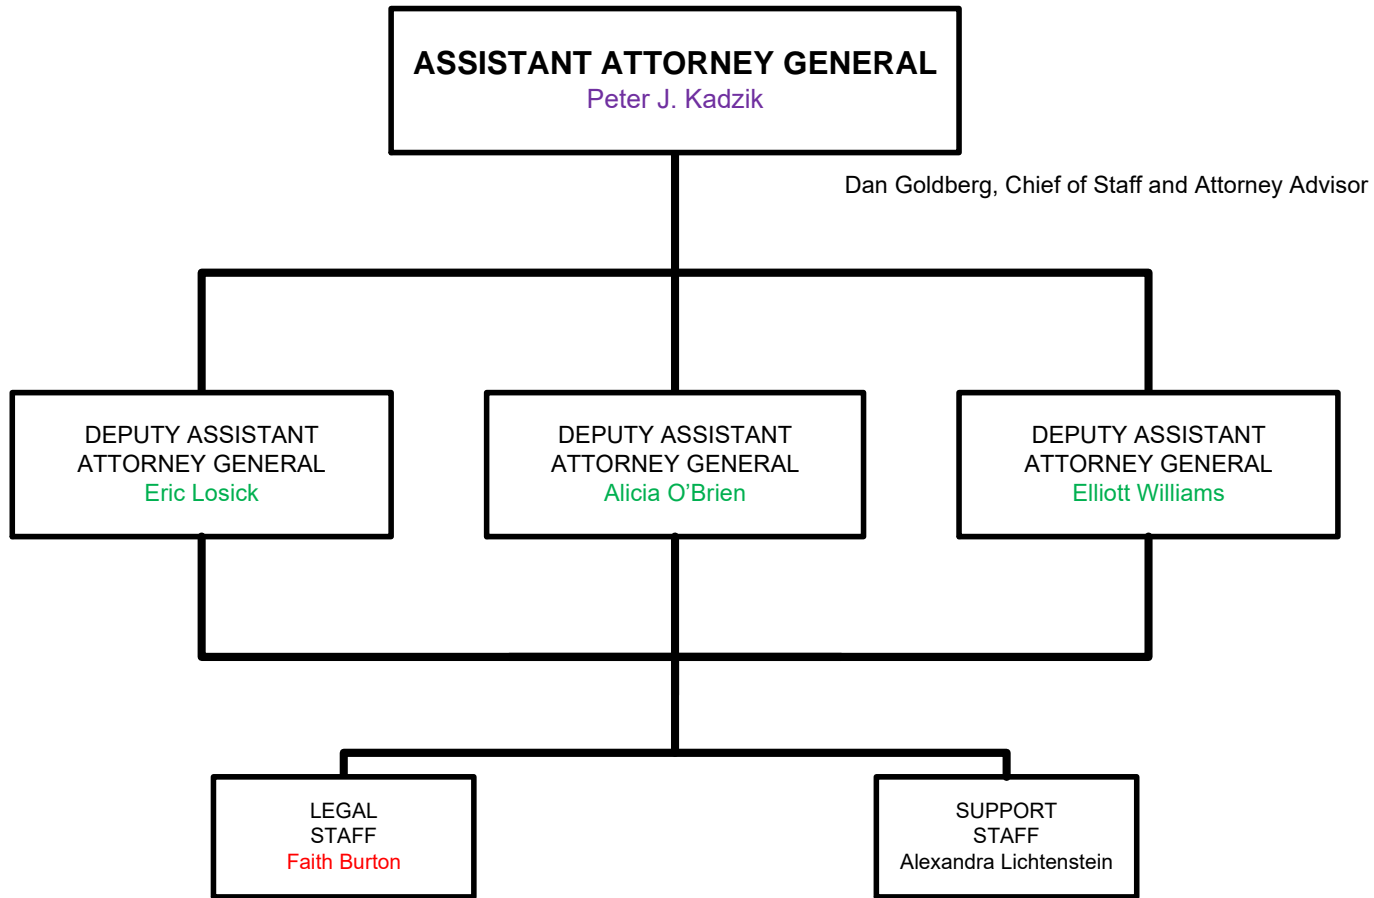 ASSISTANT ATTORNEY GENERAL
Peter J. Kadzik
Dan Goldberg, Chief of Staff and Attorney Advisor
DEPUTY ASSISTANT
ATTORNEY GENERAL
Eric Losick
DEPUTY ASSISTANT
ATTORNEY GENERAL
Alicia O’Brien
DEPUTY ASSISTANT
ATTORNEY GENERAL
Elliott Williams
LEGAL
STAFF
Faith Burton
SUPPORT
STAFF
Alexandra Lichtenstein